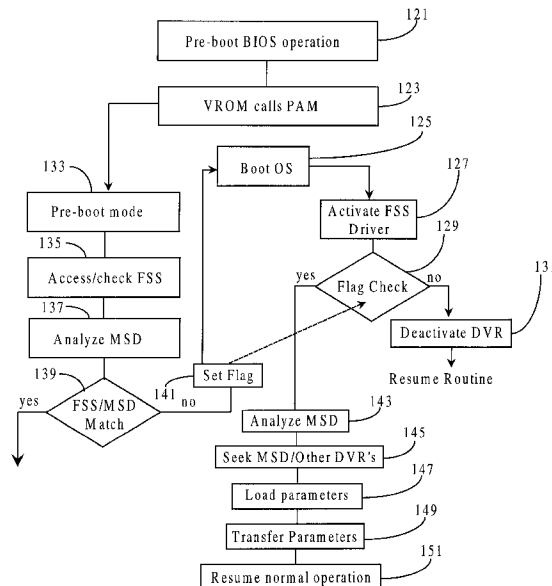 121
Pre-boot BIOS operation
123
VROM calls PAM
125
Boot OS
133
127
Pre-boot mode
Activate FSS
Driver
129
135
Access/check FSS
yes
Flag Check
no
13
137
Analyze MSD
Deactivate DVR
139
141
Set Flag
Resume Routine
yes
FSS/MSD
Match
no
143
Analyze MSD
145
Seek MSD/Other DVR's
147
Load parameters
149
Transfer Parameters
151
Resume normal operation